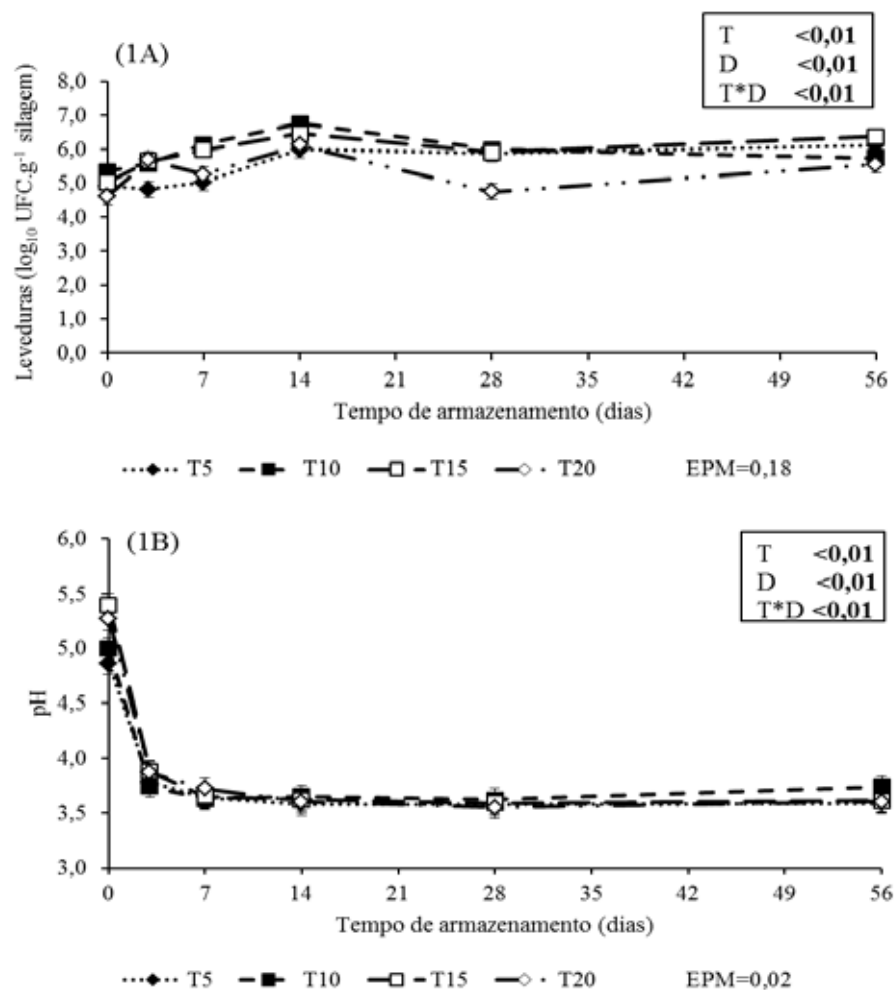 (1A)
T <0,01
D <0,01
T*D <0,01
Leveduras (log₁₀ UFC.g⁻¹ silagem)
8,0
7,0
6,0
5,0
4,0
3,0
2,0
1,0
0,0
0 7 14 21 28 35 42 49 56
Tempo de armazenamento (dias)
T5 T10 T15 T20 EPM=0,18
(1B)
T <0,01
D <0,01
T*D <0,01
pH
6,0
5,5
5,0
4,5
4,0
3,5
3,0
0 7 14 21 28 35 42 49 56
Tempo de armazenamento (dias)
T5 T10 T15 T20 EPM=0,02